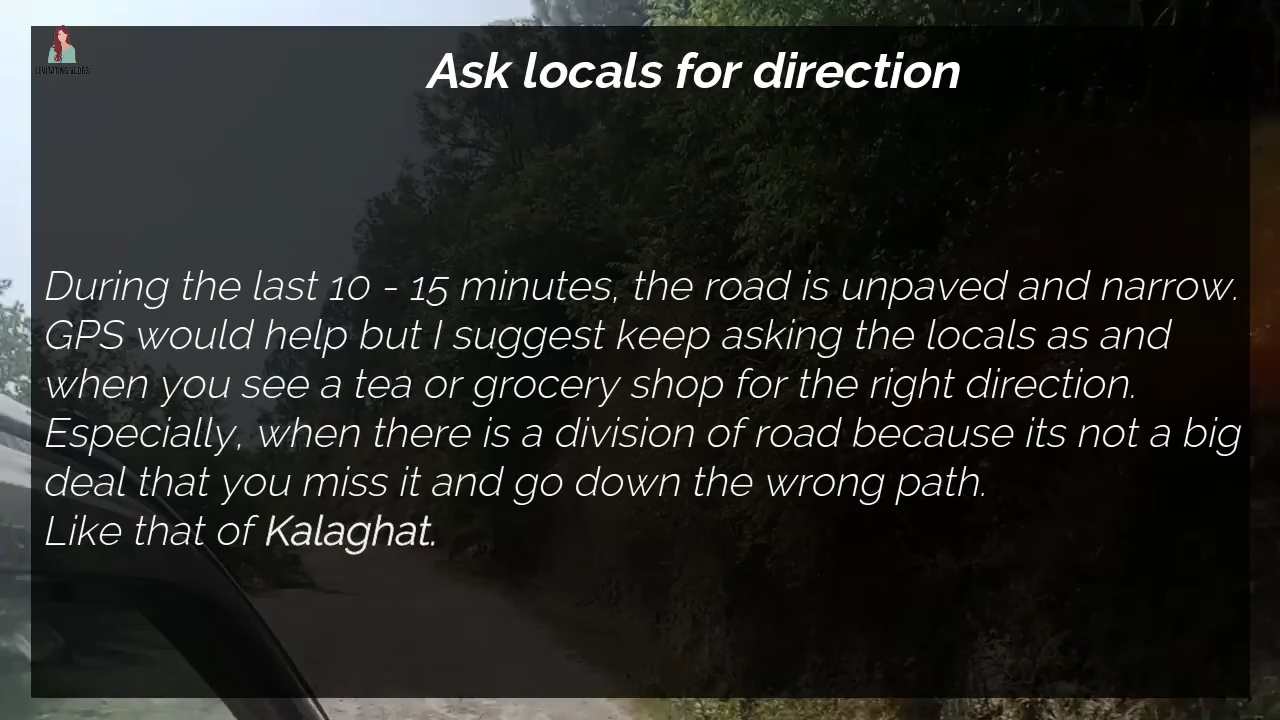 LEVITATING VLOGS
Ask locals for direction
During the last 10 - 15 minutes, the road is unpaved and narrow.
GPS would help but I suggest keep asking the locals as and
when you see a tea or grocery shop for the right direction.
Especially, when there is a division of road because its not a big
deal that you miss it and go down the wrong path.
Like that of Kalaghat.